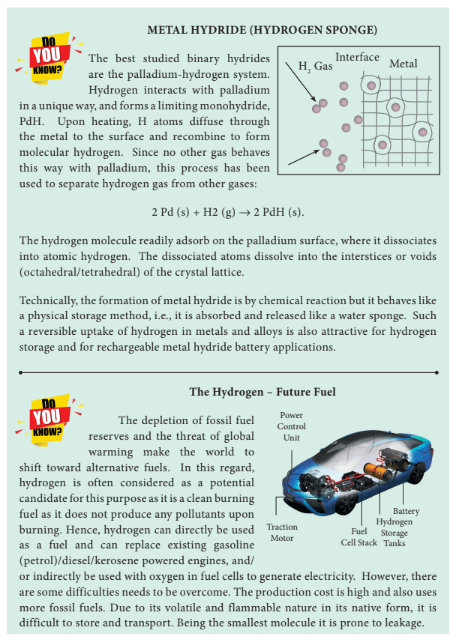 METAL HYDRIDE (HYDROGEN SPONGE)
DO
YOU
KNOW?
The best studied binary hydrides
are the palladium-hydrogen system.
Hydrogen interacts with palladium
in a unique way, and forms a limiting monohydride,
PdH. Upon heating, H atoms diffuse through
the metal to the surface and recombine to form
molecular hydrogen. Since no other gas behaves
this way with palladium, this process has been
used to separate hydrogen gas from other gases:
H2 Gas
Interface
Metal
2 Pd (s) + H2 (g) → 2 PdH (s).
The hydrogen molecule readily adsorb on the palladium surface, where it dissociates
into atomic hydrogen. The dissociated atoms dissolve into the interstices or voids
(octahedral/tetrahedral) of the crystal lattice.
Technically, the formation of metal hydride is by chemical reaction but it behaves like
a physical storage method, i.e., it is absorbed and released like a water sponge. Such
a reversible uptake of hydrogen in metals and alloys is also attractive for hydrogen
storage and for rechargeable metal hydride battery applications.
The Hydrogen – Future Fuel
DO
YOU
KNOW?
The depletion of fossil fuel
reserves and the threat of global
warming make the world to
shift toward alternative fuels. In this regard,
hydrogen is often considered as a potential
candidate for this purpose as it is a clean burning
fuel as it does not produce any pollutants upon
burning. Hence, hydrogen can directly be used
as a fuel and can replace existing gasoline
(petrol)/diesel/kerosene powered engines, and/
or indirectly be used with oxygen in fuel cells to generate electricity. However, there
are some difficulties needs to be overcome. The production cost is high and also uses
more fossil fuels. Due to its volatile and flammable nature in its native form, it is
difficult to store and transport. Being the smallest molecule it is prone to leakage.
Power
Control
Unit
Traction
Motor
Fuel
Cell Stack
Hydrogen
Storage
Tanks
Battery